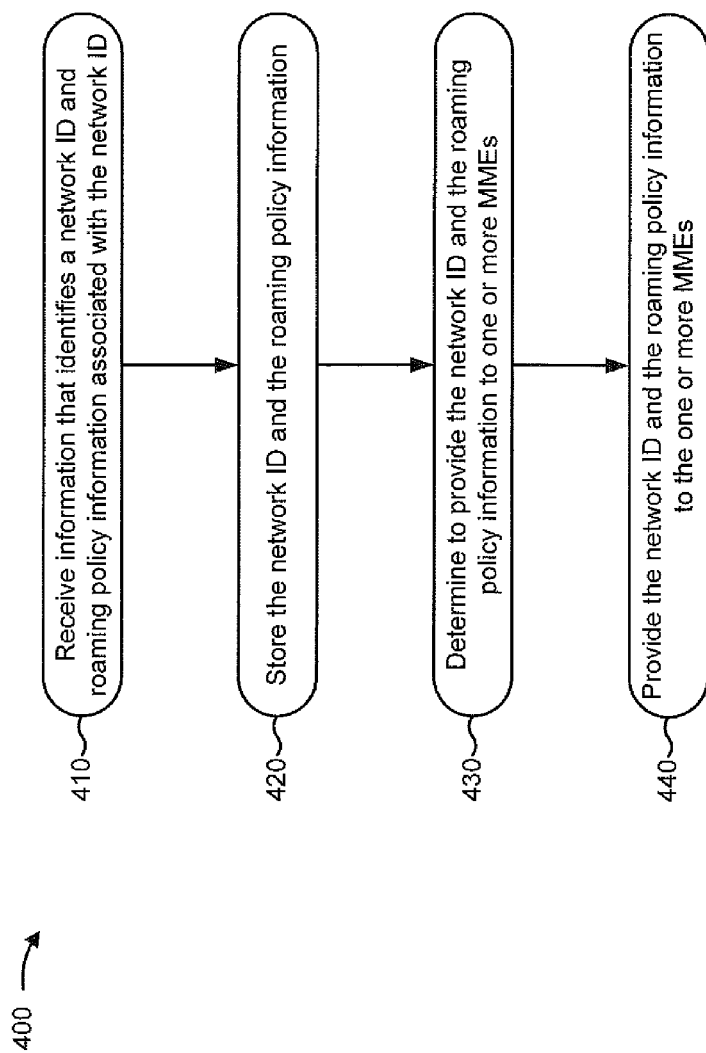 400
410
Receive information that identifies a network ID and
roaming policy information associated with the network ID
420
Store the network ID and the roaming policy information
430
Determine to provide the network ID and the roaming
policy information to one or more MMEs
440
Provide the network ID and the roaming policy information
to the one or more MMEs